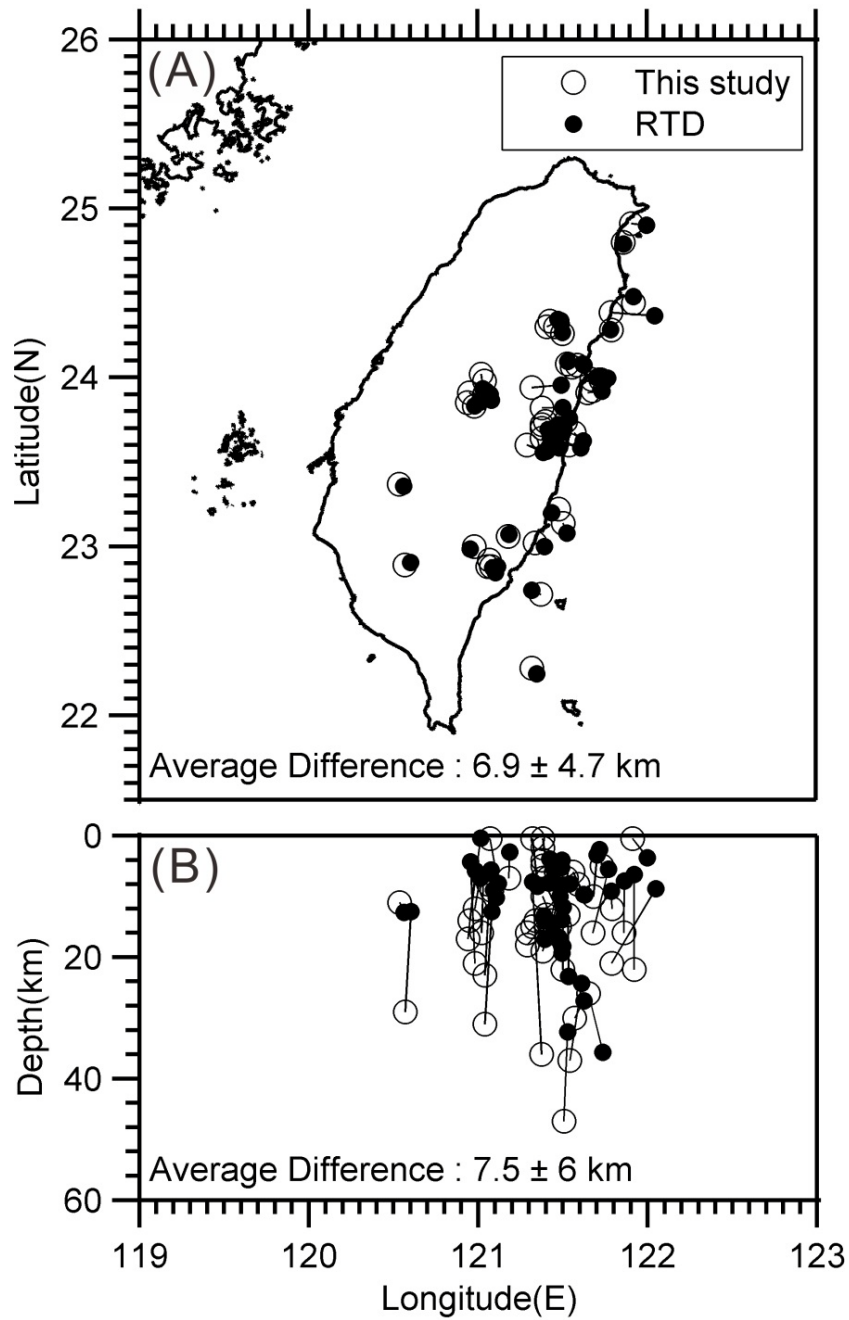 26
(A)
This study
RTD
25
24
Latitude(N)
23
22
Average Difference : 6.9 ± 4.7 km
0
(B)
20
Depth(km)
40
Average Difference : 7.5 ± 6 km
60
119 120 121 122 123
Longitude(E)